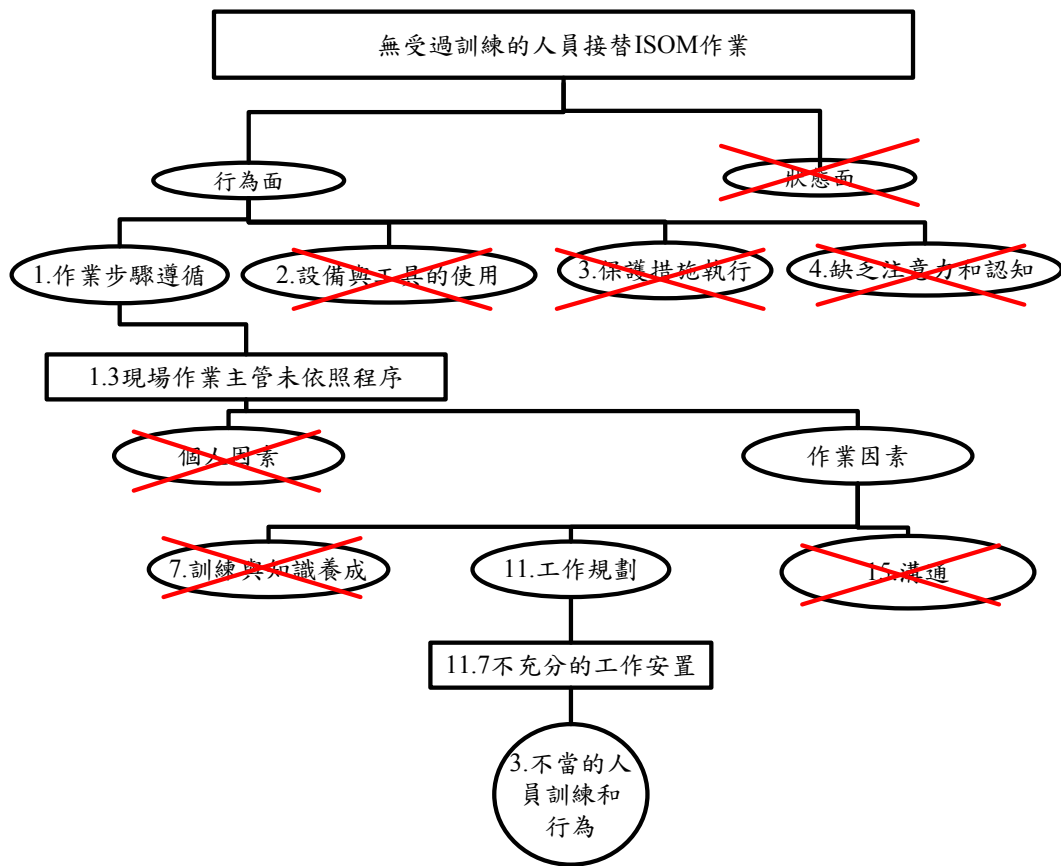 無受過訓練的人員接替ISOM作業
行為面
狀態面
1.作業步驟遵循
2.設備與工具的使用
3.保護措施執行
4.缺乏注意力和認知
1.3現場作業主管未依照程序
個人因素
作業因素
7.訓練與知識養成
11.工作規劃
15.溝通
11.7不充分的工作安置
3.不當的人
員訓練和
行為